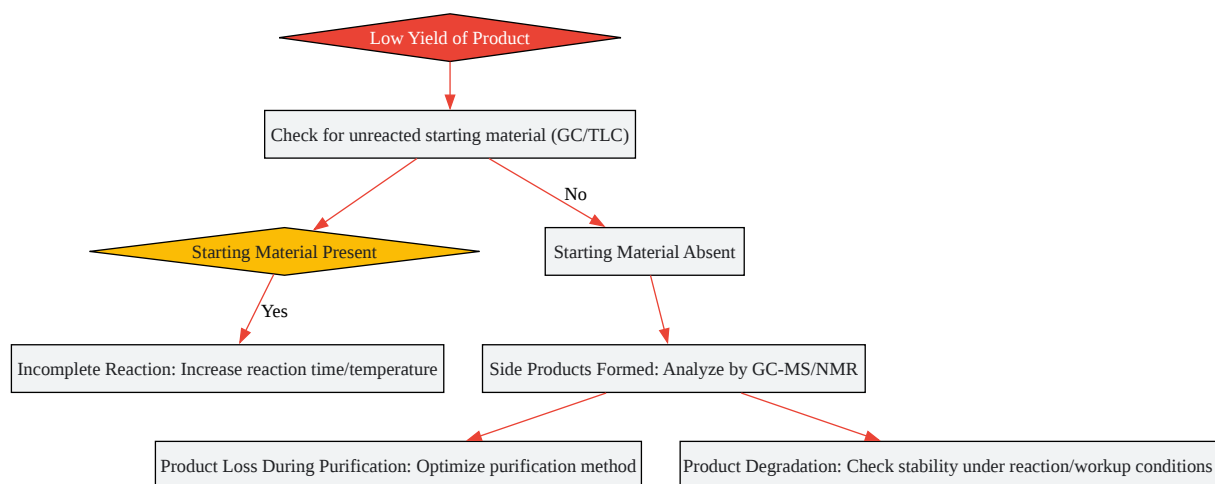 Low Yield of Product
Check for unreacted starting material (GC/TLC)
No
Starting Material Present
Starting Material Absent
Yes
Incomplete Reaction: Increase reaction time/temperature
Side Products Formed: Analyze by GC-MS/NMR
Product Loss During Purification: Optimize purification method
Product Degradation: Check stability under reaction/workup conditions